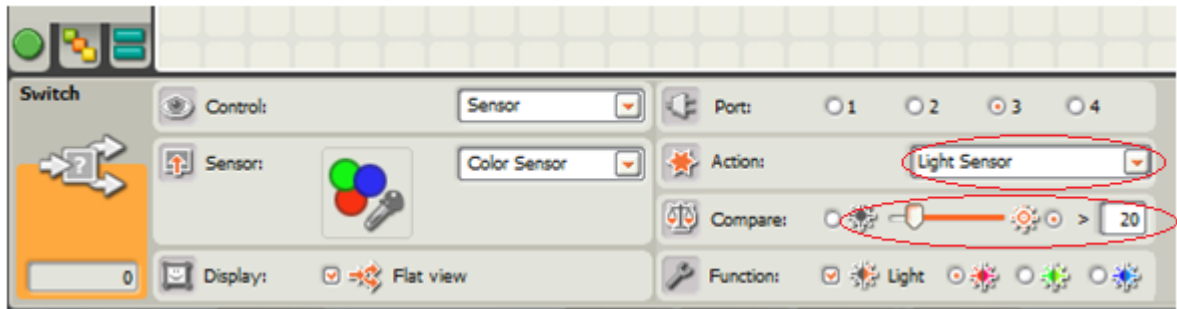 Switch
Control: Sensor
Sensor: Color Sensor
Display: Flat view
0
Port: 1 2 3 4
Action: Light Sensor
Compare: > 20
Function: Light